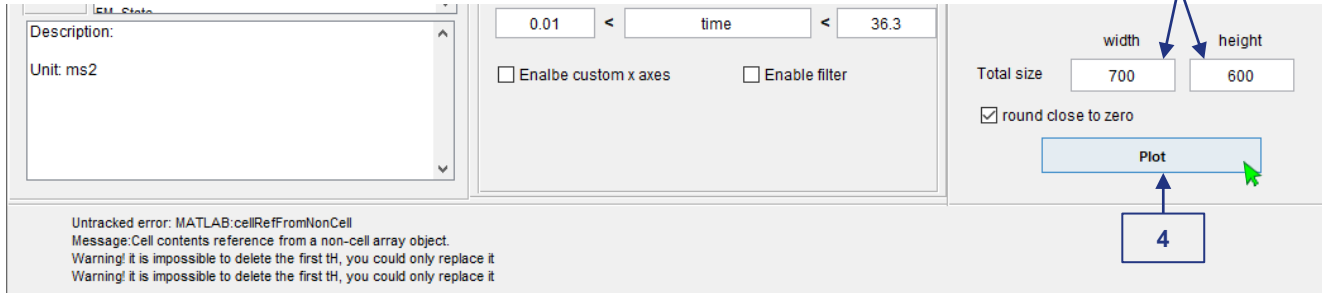 EM_State
Description:
Unit: ms2
0.01 < time < 36.3
Enalbe custom x axes
Enable filter
width height
Total size 700 600
round close to zero
Plot
4
Untracked error: MATLAB:cellRefFromNonCell
Message:Cell contents reference from a non-cell array object.
Warning! it is impossible to delete the first tH, you could only replace it
Warning! it is impossible to delete the first tH, you could only replace it